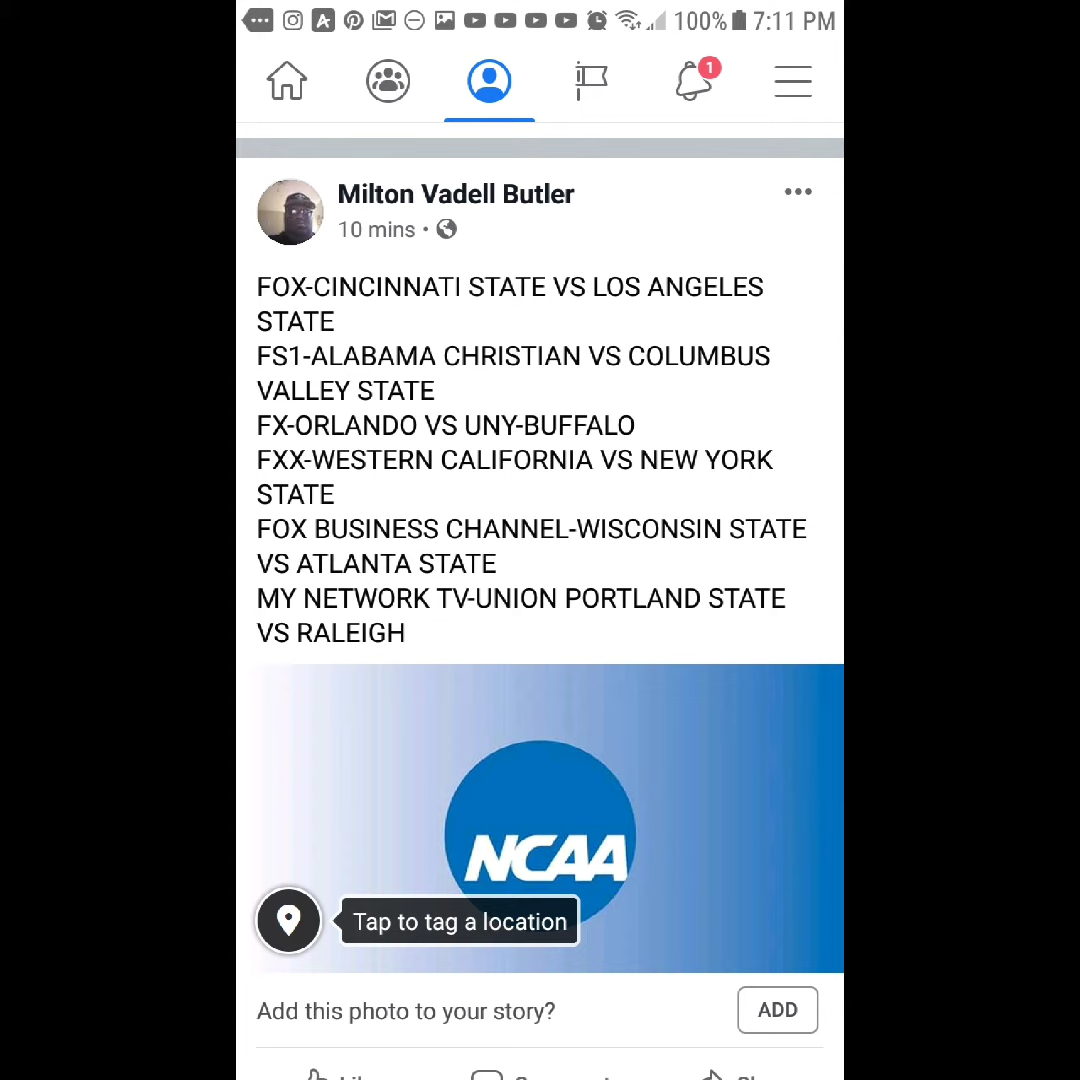 100% 7:11 PM
1
Milton Vadell Butler
10 mins •
FOX-CINCINNATI STATE VS LOS ANGELES
STATE
FS1-ALABAMA CHRISTIAN VS COLUMBUS
VALLEY STATE
FX-ORLANDO VS UNY-BUFFALO
FXX-WESTERN CALIFORNIA VS NEW YORK
STATE
FOX BUSINESS CHANNEL-WISCONSIN STATE
VS ATLANTA STATE
MY NETWORK TV-UNION PORTLAND STATE
VS RALEIGH
NCAA
Tap to tag a location
Add this photo to your story?
ADD